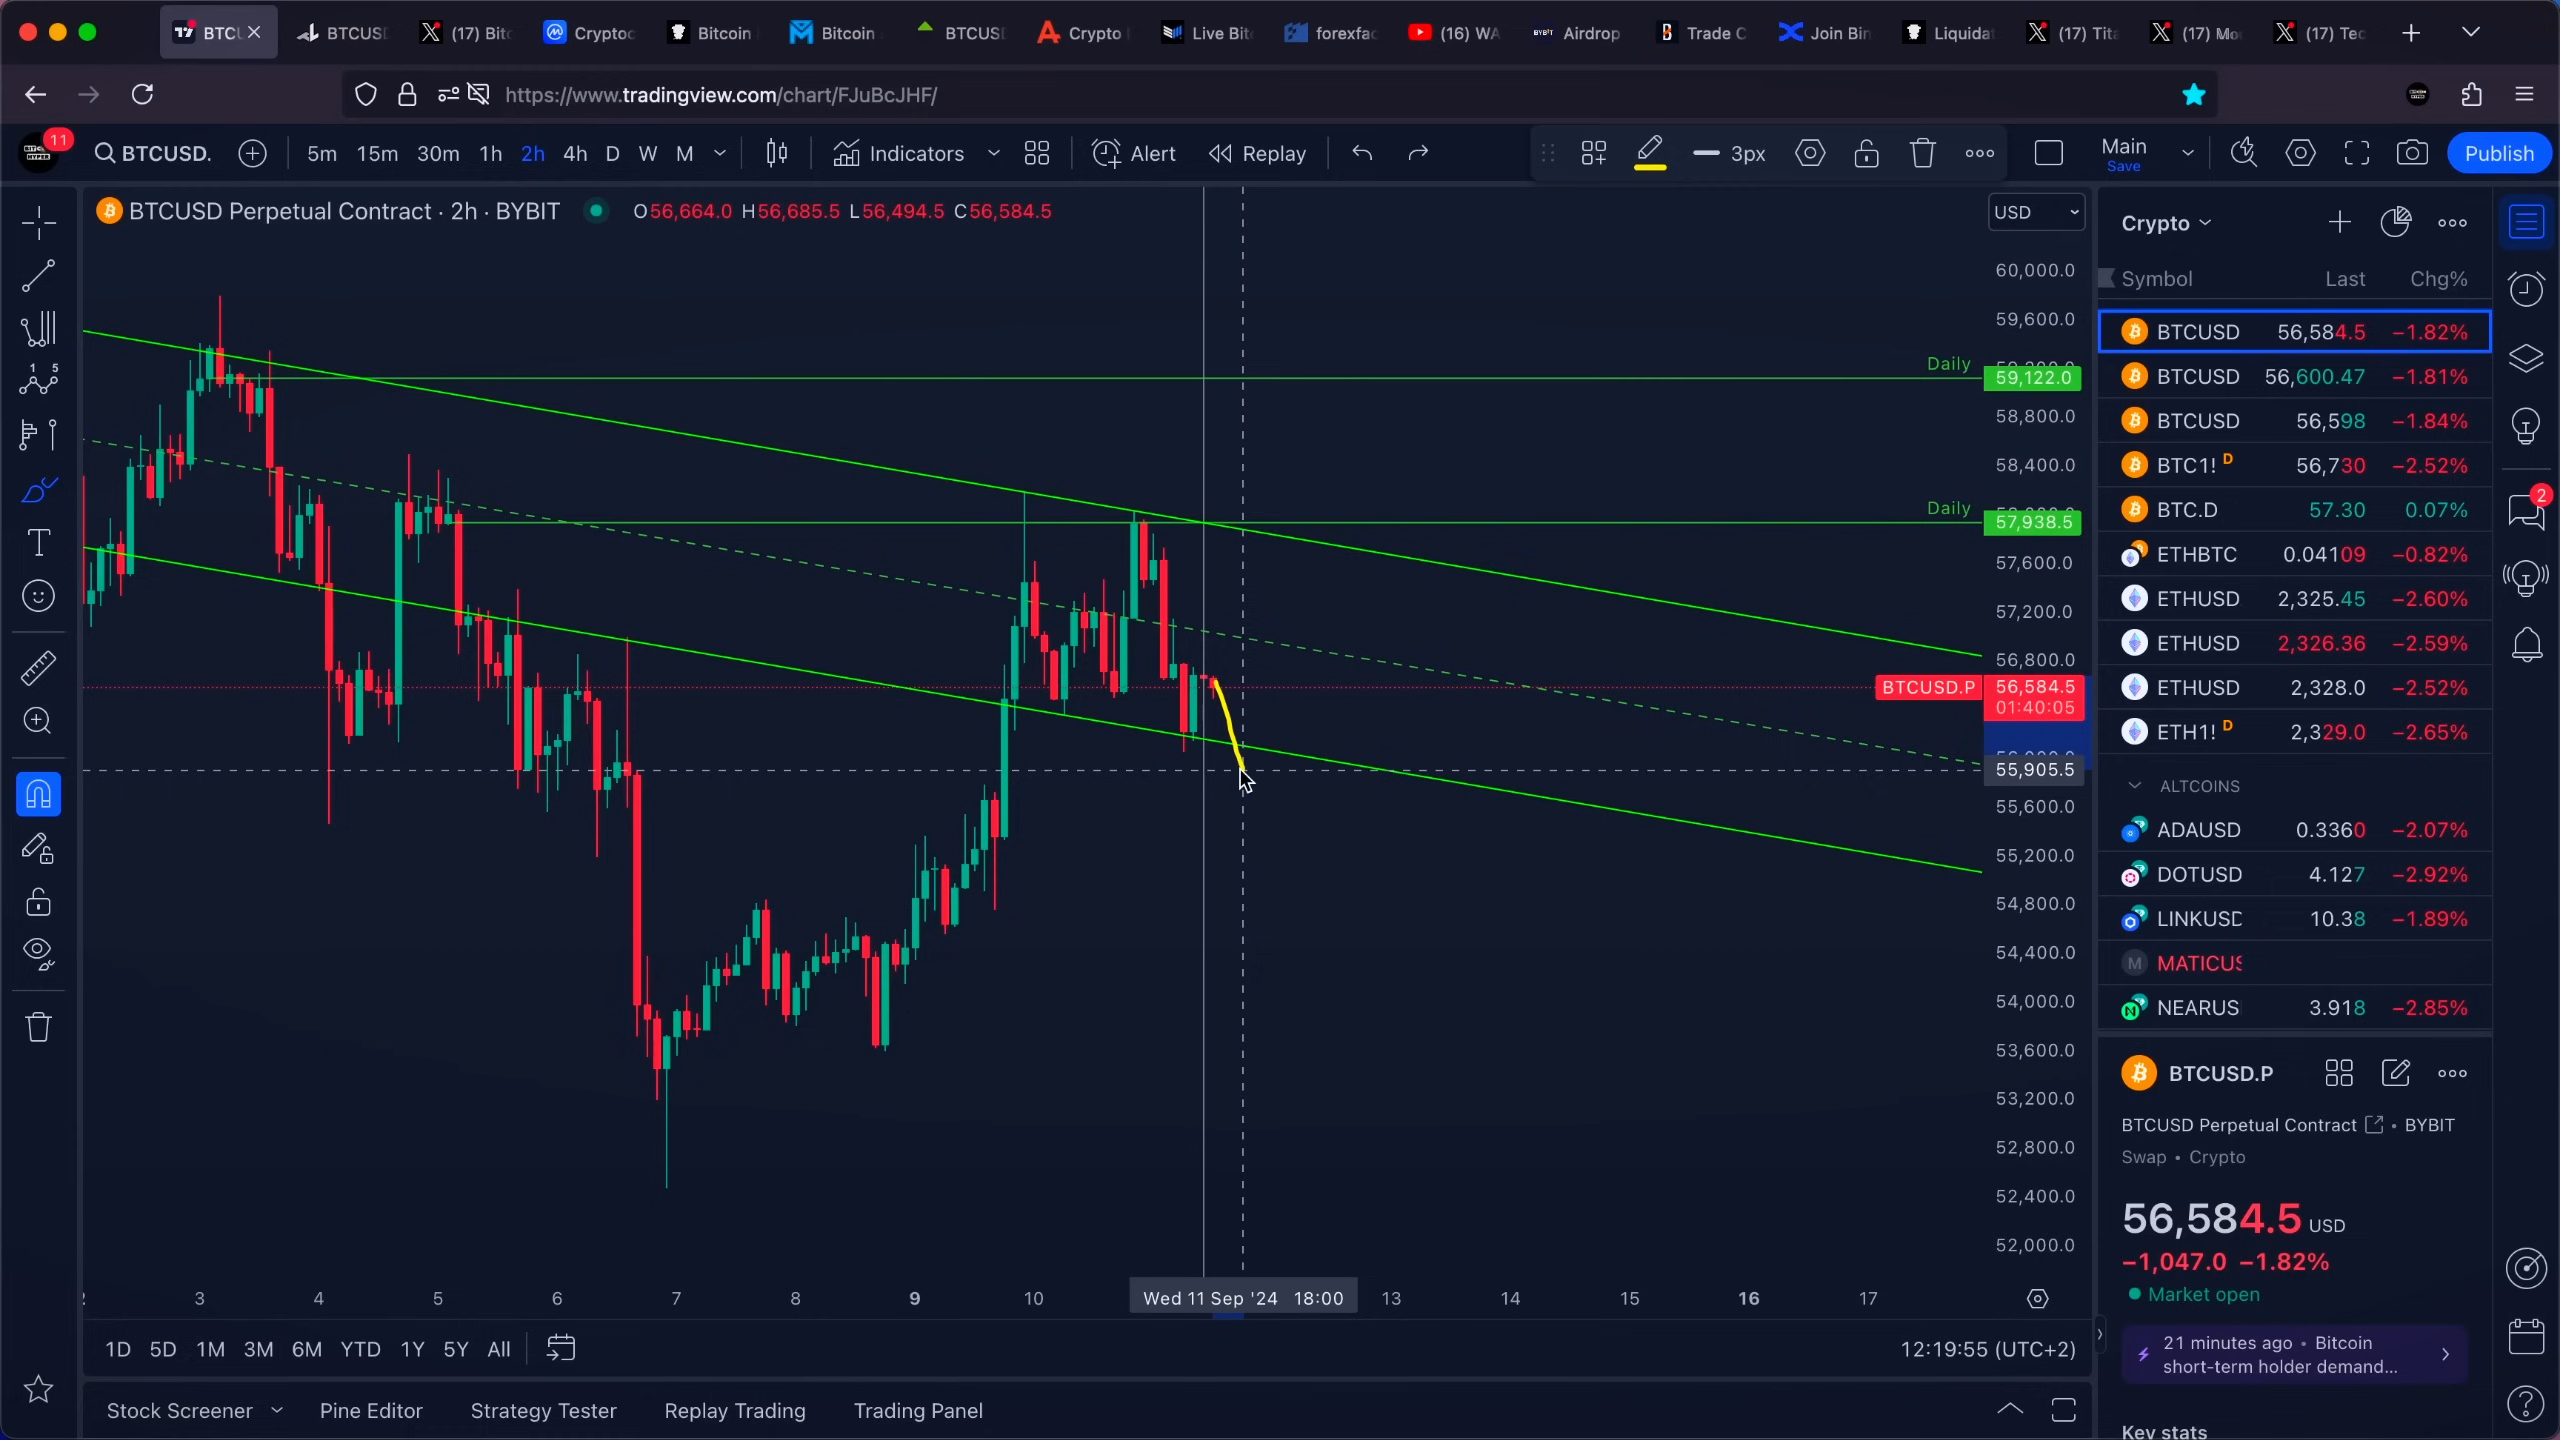 BTCU
BTCUS
(17) Bitc
Cryptoc
Bitcoin
Bitcoin
BTCUS
Crypto
Live Bit
forexfac
(16) WA
BYBIT
Airdrop
Trade C
Join Bin
Liquidat
(17) Tita
(17) Mo
(17) Tec
https://www.tradingview.com/chart/FJuBcJHF/
11
BTCUSD.
5m 15m 30m 1h 2h 4h D W M
Indicators
Alert
Replay
3px
Main
Save
Publish
BTCUSD Perpetual Contract · 2h · BYBIT
O56,664.0 H56,685.5 L56,494.5 C56,584.5
USD
60,000.0
59,600.0
Daily
59,122.0
58,800.0
58,400.0
Daily
57,938.5
57,600.0
57,200.0
56,800.0
BTCUSD.P
56,584.5
01:40:05
55,905.5
55,600.0
55,200.0
54,800.0
54,400.0
54,000.0
53,600.0
53,200.0
52,800.0
52,400.0
52,000.0
3 4 5 6 7 8 9 10 Wed 11 Sep '24 18:00 13 14 15 16 17
1D 5D 1M 3M 6M YTD 1Y 5Y All
12:19:55 (UTC+2)
Stock Screener
Pine Editor
Strategy Tester
Replay Trading
Trading Panel
Crypto
Symbol Last Chg%
BTCUSD 56,584.5 −1.82%
BTCUSD 56,600.47 −1.81%
BTCUSD 56,598 −1.84%
BTC1! D 56,730 −2.52%
BTC.D 57.30 0.07%
ETHBTC 0.04109 −0.82%
ETHUSD 2,325.45 −2.60%
ETHUSD 2,326.36 −2.59%
ETHUSD 2,328.0 −2.52%
ETH1! D 2,329.0 −2.65%
ALTCOINS
ADAUSD 0.3360 −2.07%
DOTUSD 4.127 −2.92%
LINKUSD 10.38 −1.89%
M MATICUS
NEARUS 3.918 −2.85%
BTCUSD.P
BTCUSD Perpetual Contract • BYBIT
Swap • Crypto
56,584.5 USD
−1,047.0 −1.82%
Market open
21 minutes ago • Bitcoin
short-term holder demand...
Key stats
2